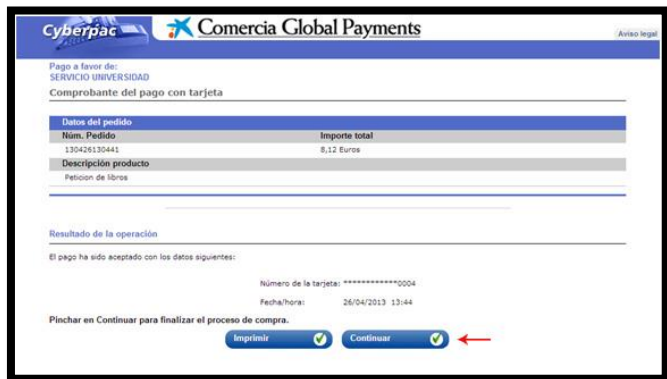 Cyberpac
Comercia Global Payments
Aviso legal
Pago a favor de:
SERVICIO UNIVERSIDAD
Comprobante del pago con tarjeta
Datos del pedido
Núm. Pedido Importe total
130426130441 8,12 Euros
Descripción producto
Peticion de libros
Resultado de la operación
El pago ha sido aceptado con los datos siguientes:
Número de la tarjeta: ************0004
Fecha/hora: 26/04/2013 13:44
Pinchar en Continuar para finalizar el proceso de compra.
Imprimir Continuar